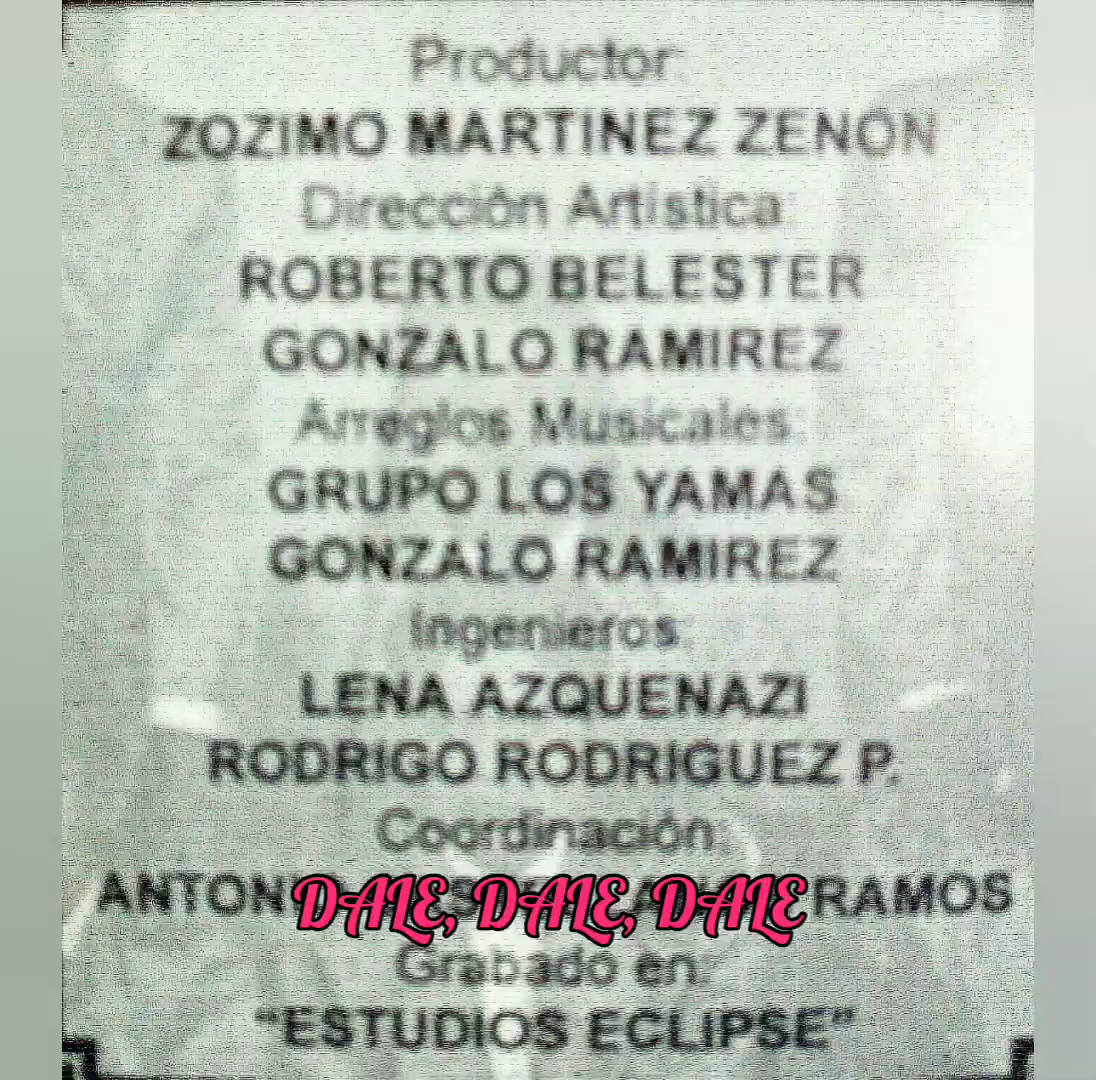 Productor:
ZOZIMO MARTINEZ ZENON
Dirección Artística:
ROBERTO BELESTER
GONZALO RAMIREZ
Arreglos Musicales:
GRUPO LOS YAMAS
GONZALO RAMIREZ
Ingenieros:
LENA AZQUENAZI
RODRIGO RODRIGUEZ P.
Coordinación:
RAMOS
DALE, DALE, DALE
Grabado en:
“ESTUDIOS ECLIPSE”